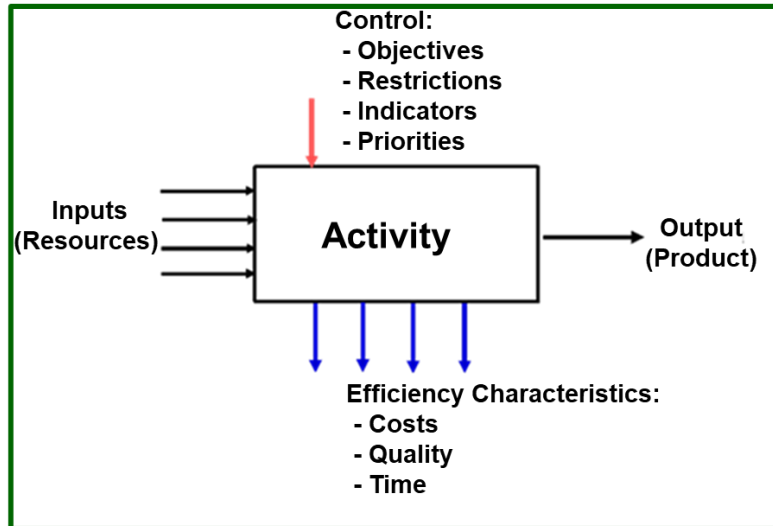 Control:
- Objectives
- Restrictions
- Indicators
- Priorities
Inputs
(Resources)
Activity
Output
(Product)
Efficiency Characteristics:
- Costs
- Quality
- Time